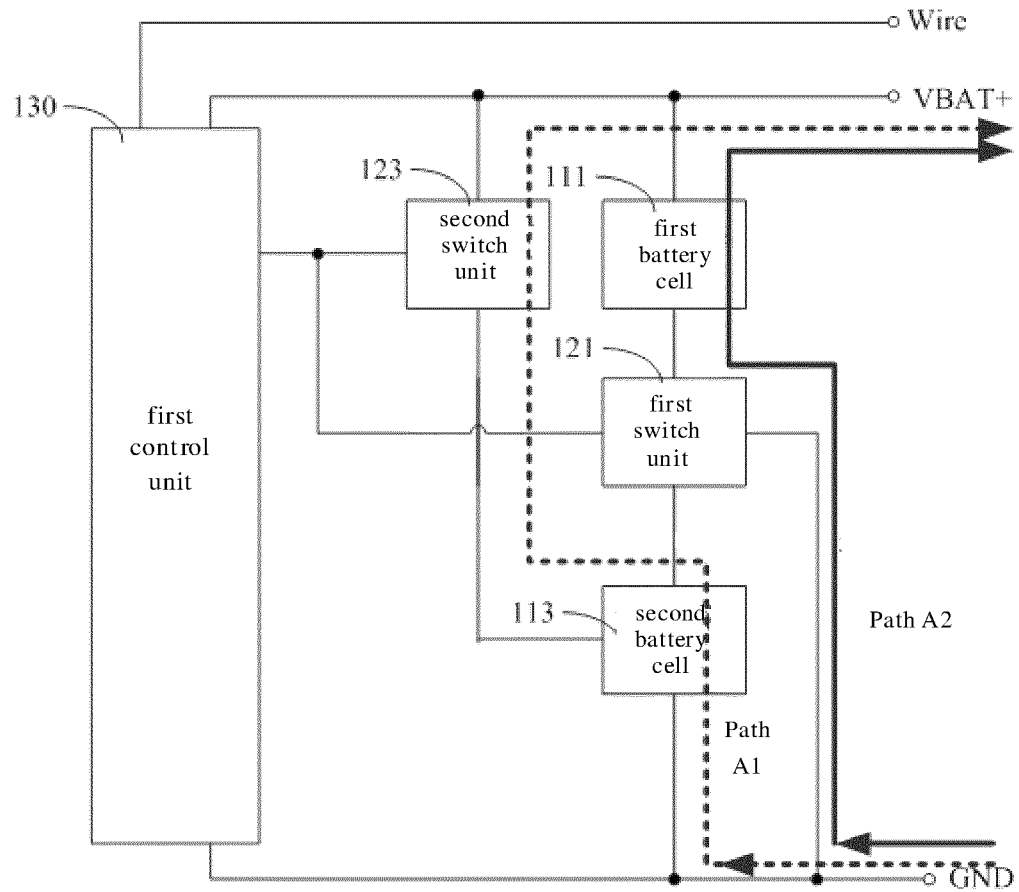 Wire
VBAT+
130
123
111
second
switch
unit
first
battery
cell
121
first
switch
unit
first
control
unit
113
second
battery
cell
Path A2
Path
A1
GND